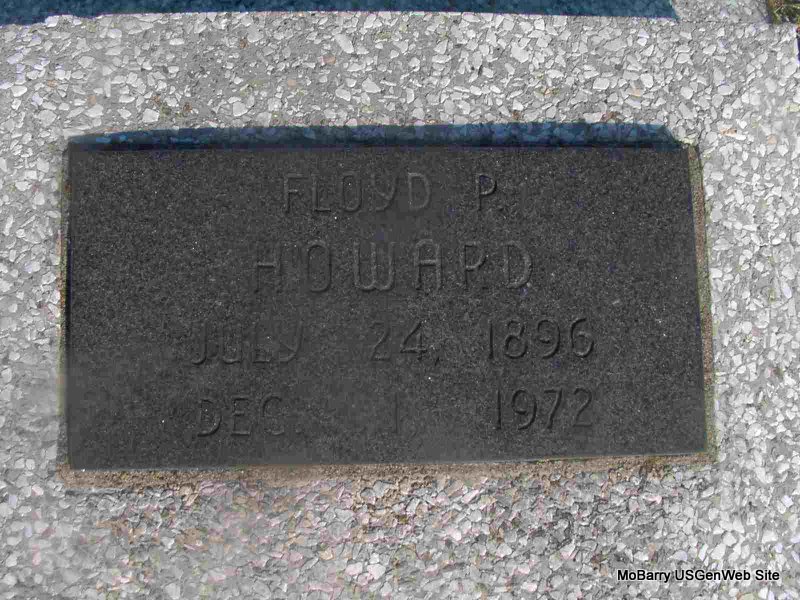 FLOYD P.
HOWARD
JULY 24, 1896
DEC. 1, 1972
MoBarry USGenWeb Site